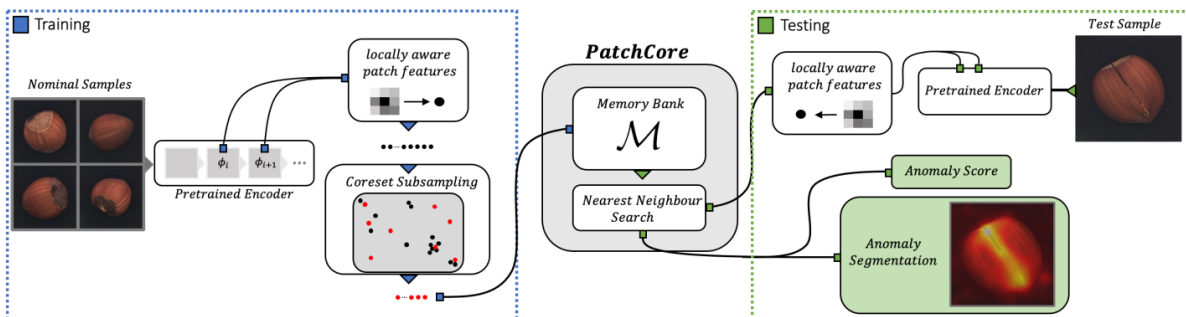 Training
Nominal Samples
ϕi
ϕi+1
...
Pretrained Encoder
locally aware
patch features
Coreset Subsampling
PatchCore
Memory Bank
ℳ
Nearest Neighbour
Search
Testing
locally aware
patch features
Pretrained Encoder
Test Sample
Anomaly Score
Anomaly
Segmentation